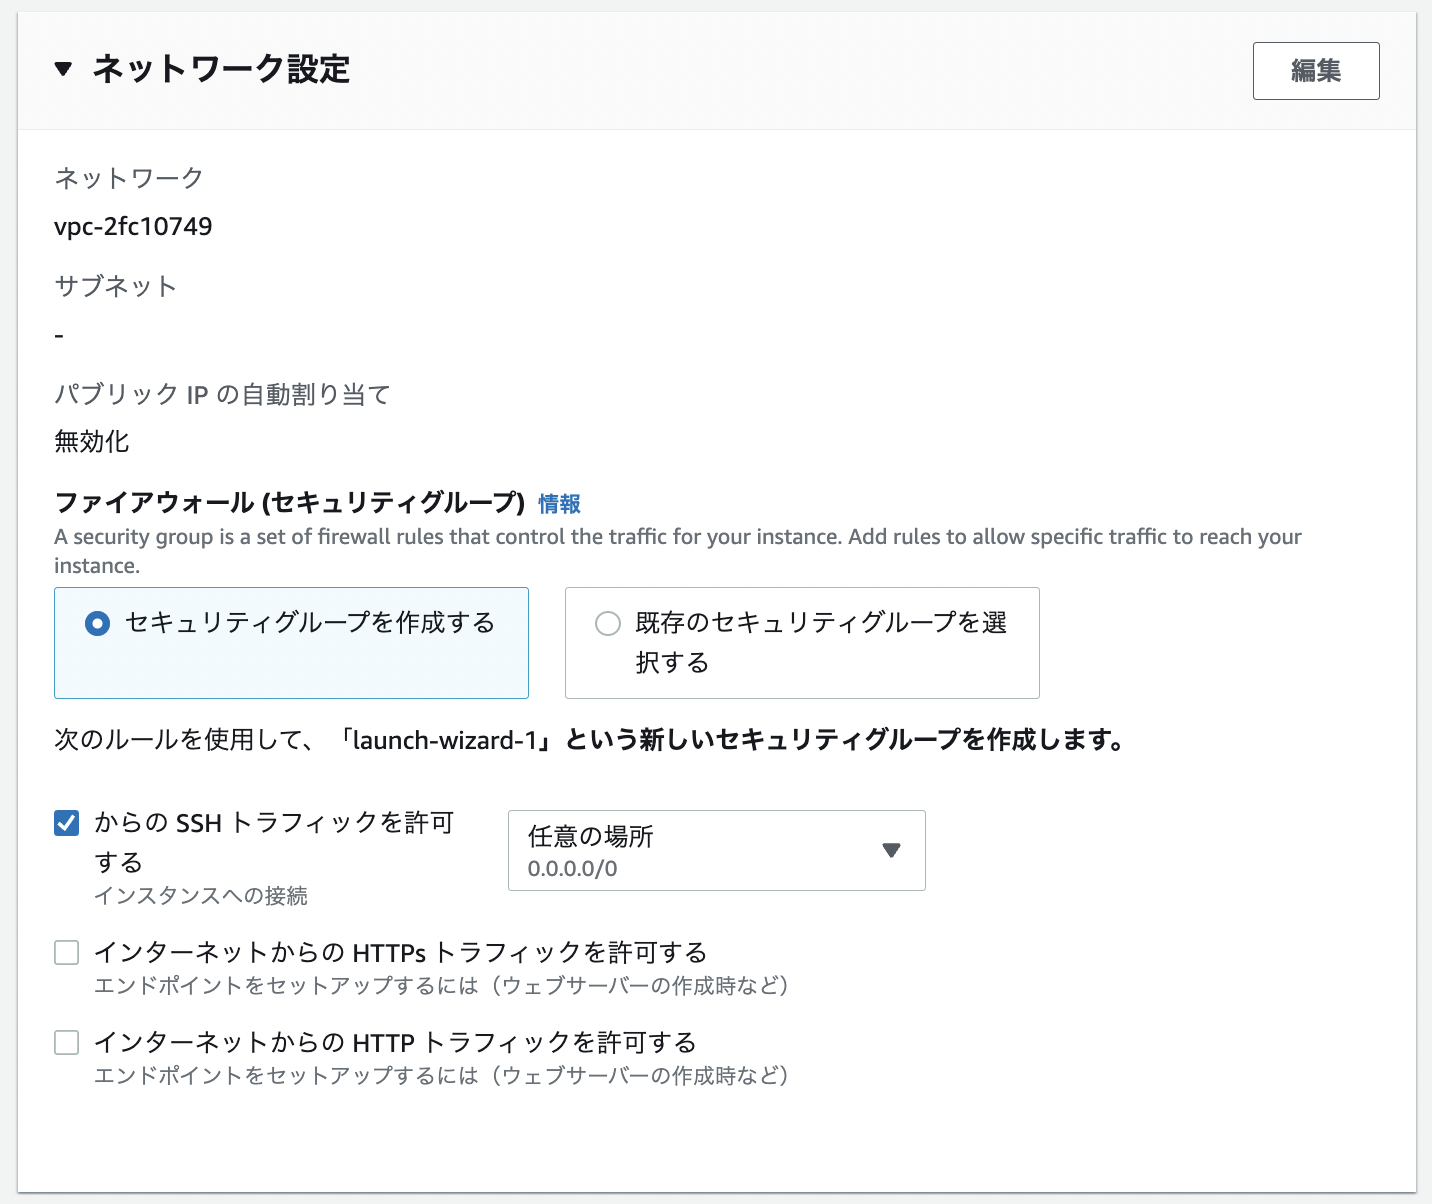 ネットワーク設定
編集
ネットワーク
vpc-2fc10749
サブネット
-
パブリック IP の自動割り当て
無効化
ファイアウォール (セキュリティグループ) 情報
A security group is a set of firewall rules that control the traffic for your instance. Add rules to allow specific traffic to reach your
instance.
セキュリティグループを作成する
既存のセキュリティグループを選
択する
次のルールを使用して、「launch-wizard-1」という新しいセキュリティグループを作成します。
からの SSH トラフィックを許可
する
インスタンスへの接続
任意の場所
0.0.0.0/0
インターネットからの HTTPs トラフィックを許可する
エンドポイントをセットアップするには（ウェブサーバーの作成時など）
インターネットからの HTTP トラフィックを許可する
エンドポイントをセットアップするには（ウェブサーバーの作成時など）